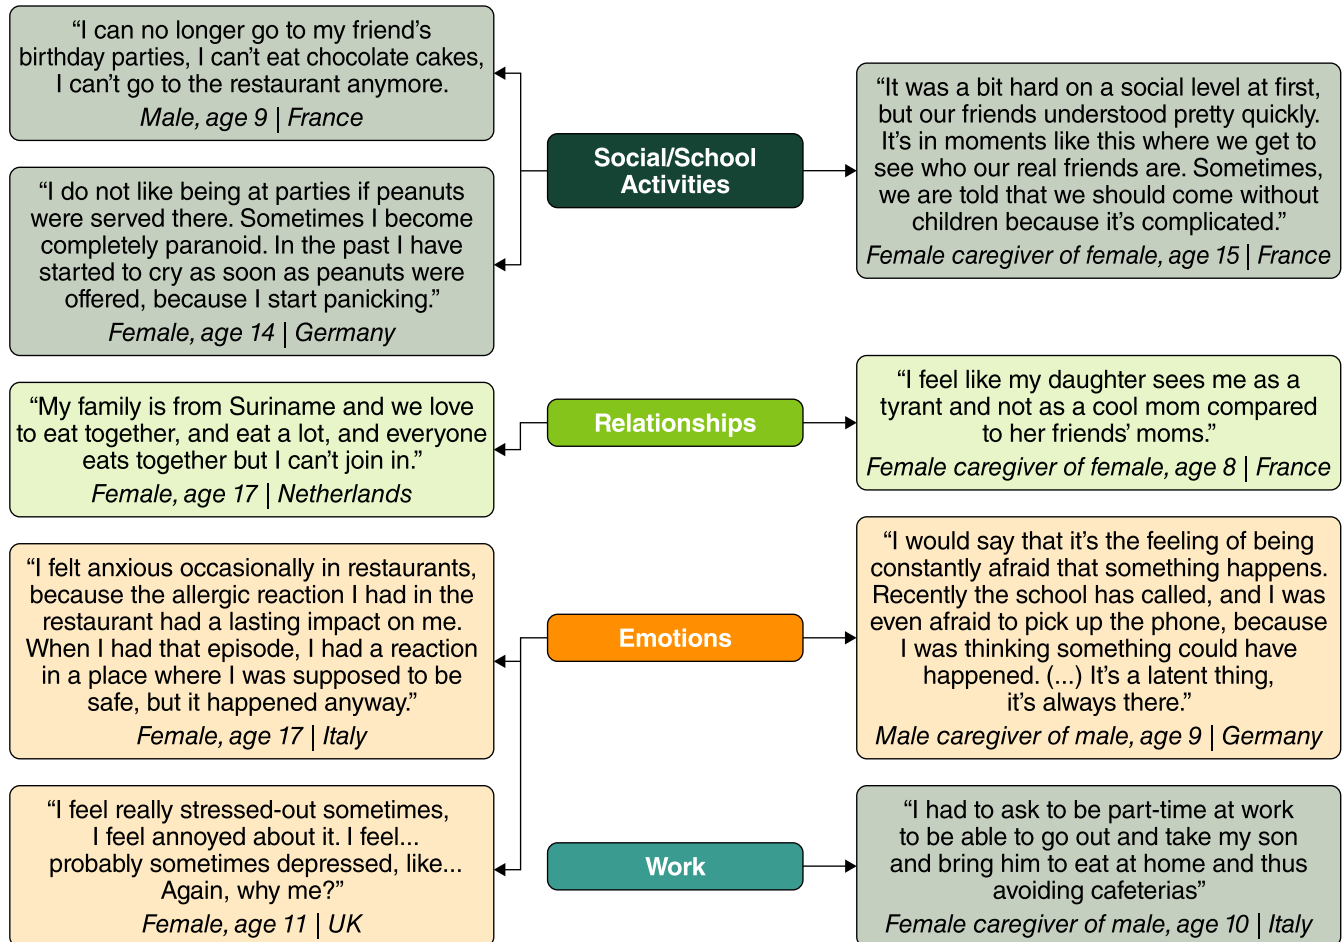 “I can no longer go to my friend’s
birthday parties, I can’t eat chocolate cakes,
I can’t go to the restaurant anymore.
Male, age 9 | France
“I do not like being at parties if peanuts
were served there. Sometimes I become
completely paranoid. In the past I have
started to cry as soon as peanuts were
offered, because I start panicking.”
Female, age 14 | Germany
Social/School
Activities
“It was a bit hard on a social level at first,
but our friends understood pretty quickly.
It’s in moments like this where we get to
see who our real friends are. Sometimes,
we are told that we should come without
children because it’s complicated.”
Female caregiver of female, age 15 | France
“My family is from Suriname and we love
to eat together, and eat a lot, and everyone
eats together but I can’t join in.”
Female, age 17 | Netherlands
Relationships
“I feel like my daughter sees me as a
tyrant and not as a cool mom compared
to her friends’ moms.”
Female caregiver of female, age 8 | France
“I felt anxious occasionally in restaurants,
because the allergic reaction I had in the
restaurant had a lasting impact on me.
When I had that episode, I had a reaction
in a place where I was supposed to be
safe, but it happened anyway.”
Female, age 17 | Italy
“I feel really stressed-out sometimes,
I feel annoyed about it. I feel...
probably sometimes depressed, like...
Again, why me?”
Female, age 11 | UK
Emotions
“I would say that it’s the feeling of being
constantly afraid that something happens.
Recently the school has called, and I was
even afraid to pick up the phone, because
I was thinking something could have
happened. (...) It’s a latent thing,
it’s always there.”
Male caregiver of male, age 9 | Germany
Work
“I had to ask to be part-time at work
to be able to go out and take my son
and bring him to eat at home and thus
avoiding cafeterias”
Female caregiver of male, age 10 | Italy